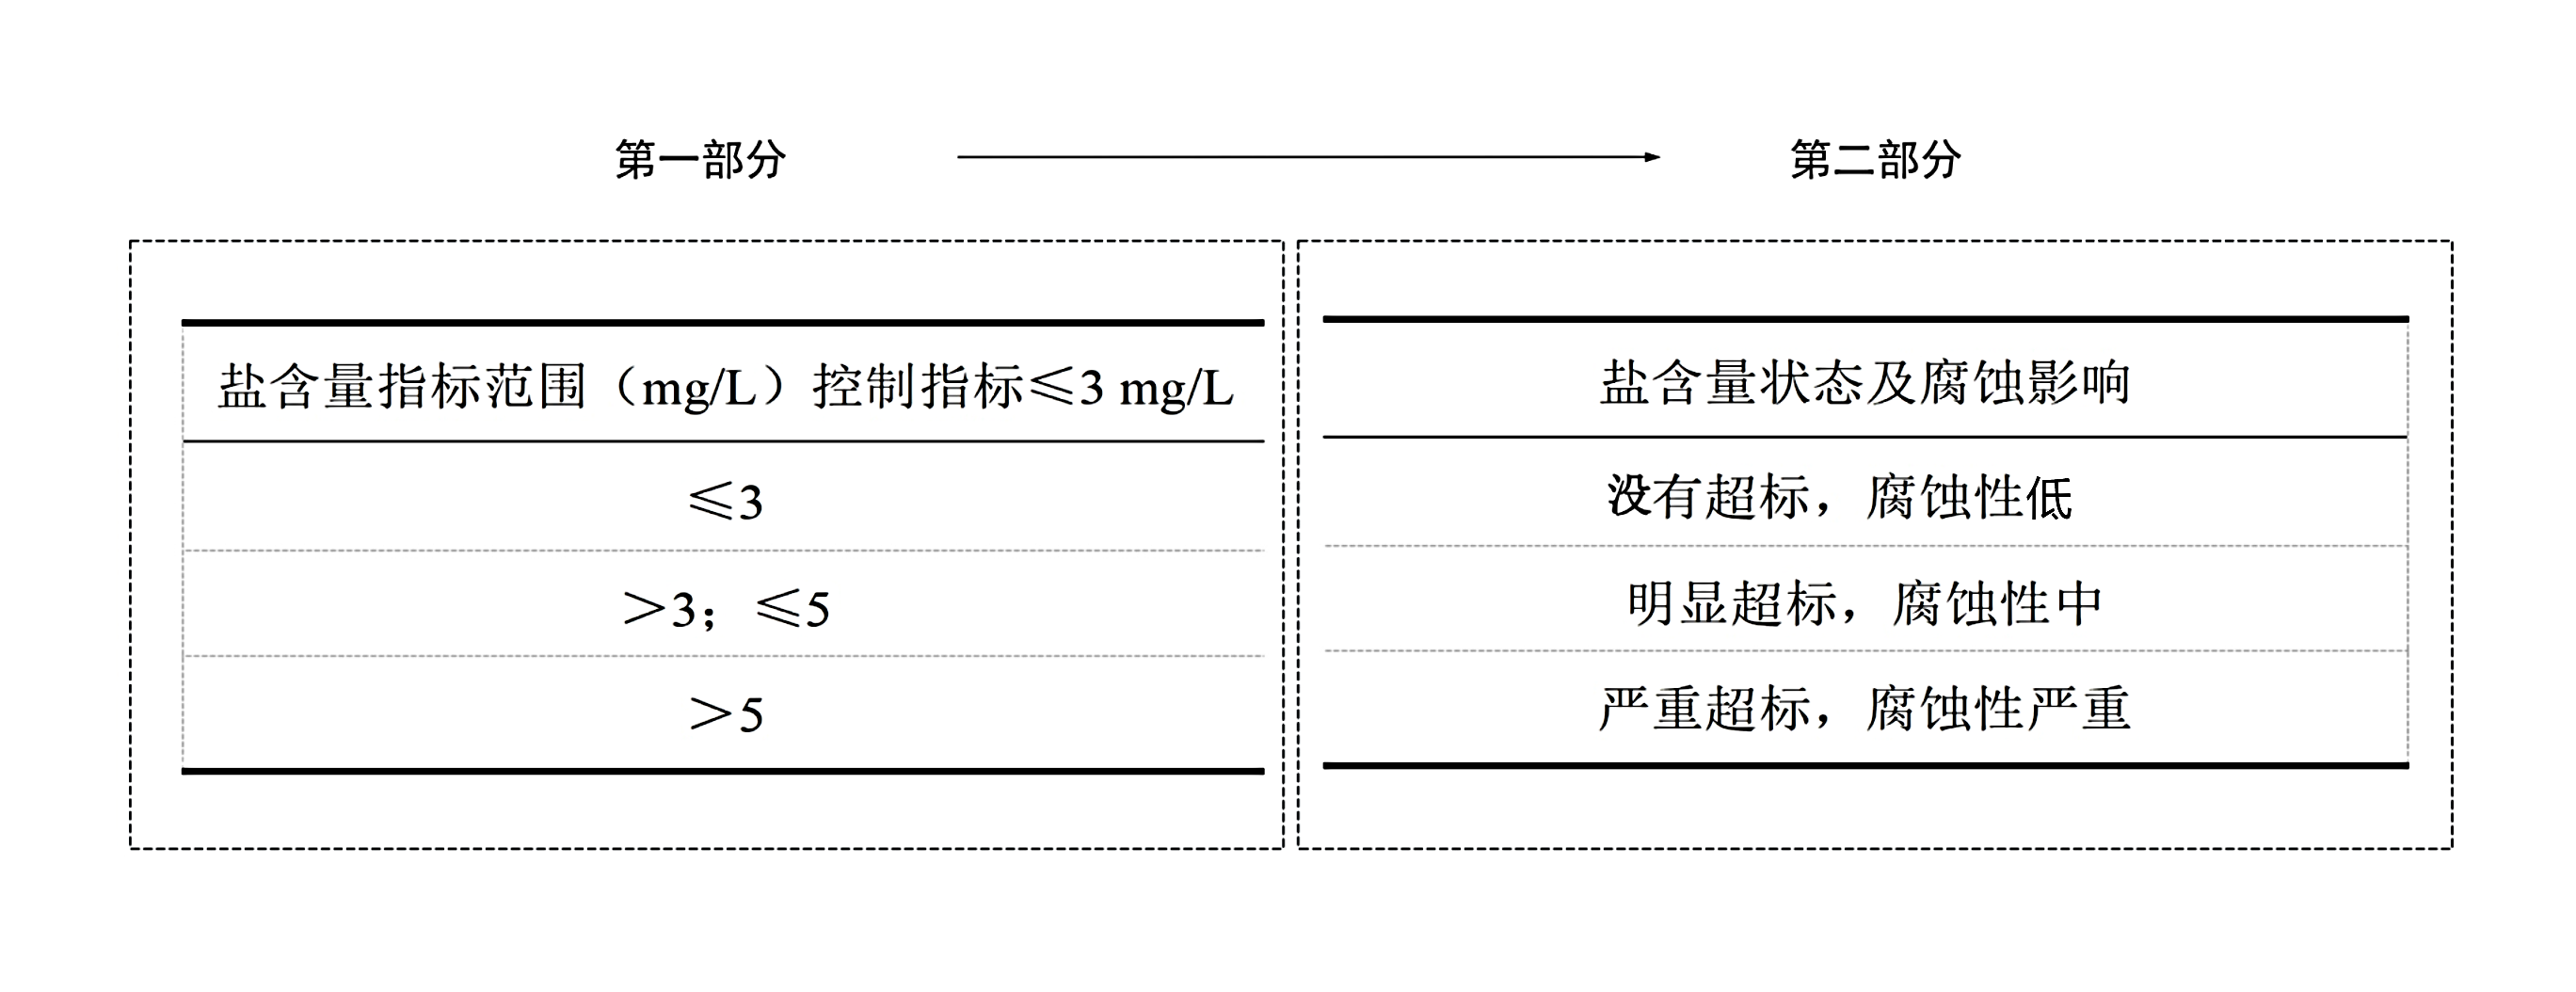 第一部分
第二部分
盐含量指标范围（mg/L）控制指标≤3 mg/L
≤3
>3；≤5
>5
盐含量状态及腐蚀影响
没有超标，腐蚀性低
明显超标，腐蚀性中
严重超标，腐蚀性严重